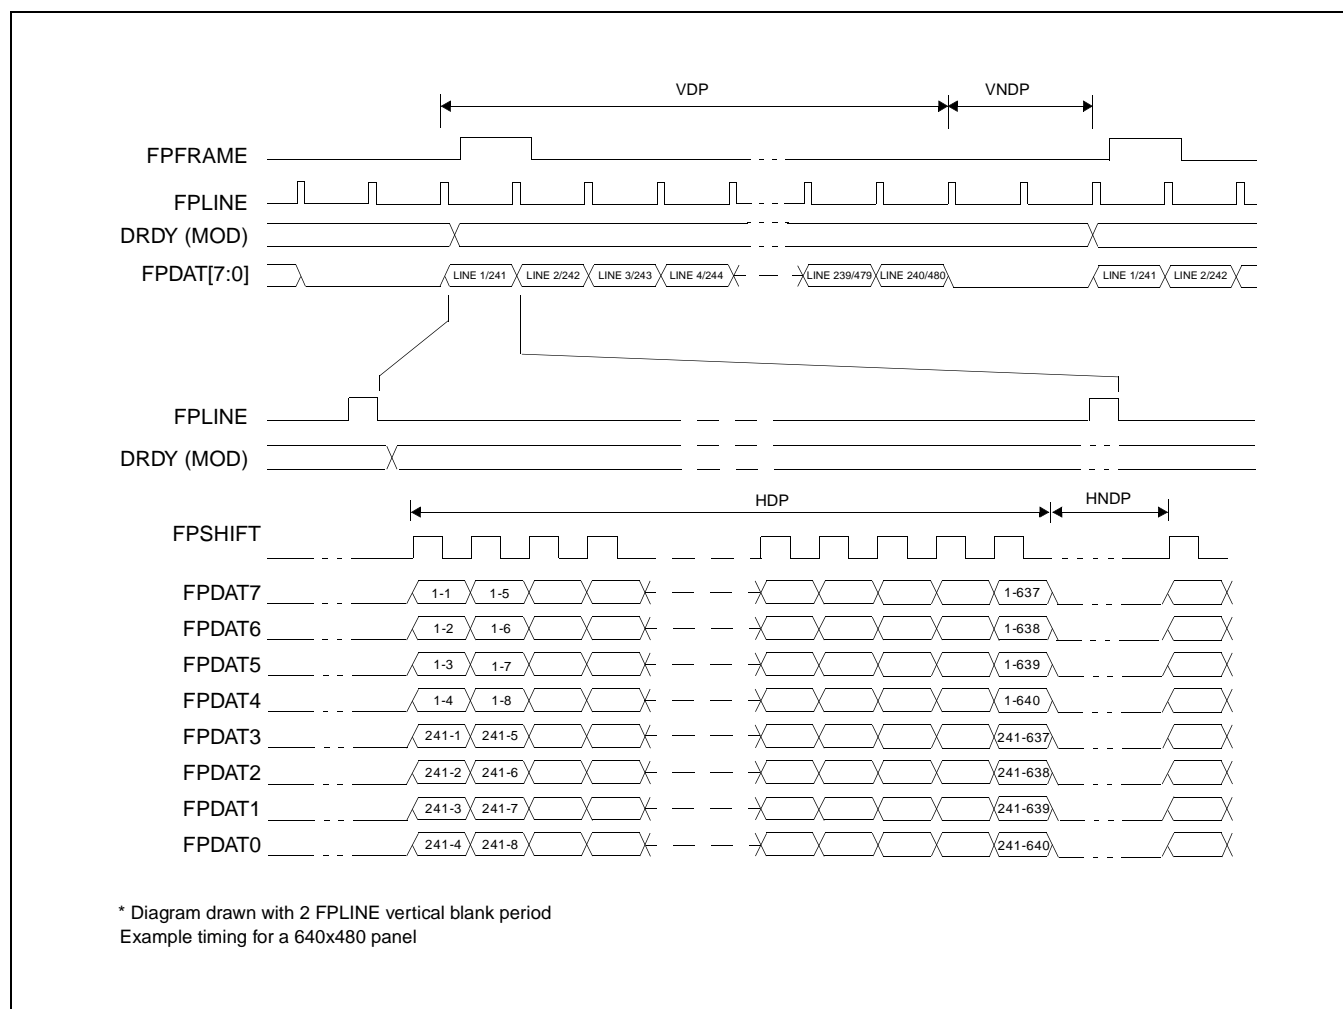 VDP VNDP
FPFRAME
FPLINE
DRDY (MOD)
FPDAT[7:0] LINE 1/241 LINE 2/242 LINE 3/243 LINE 4/244 LINE 239/479 LINE 240/480 LINE 1/241 LINE 2/242
FPLINE
DRDY (MOD)
HDP HNDP
FPSHIFT
FPDAT7 1-1 1-5 1-637
FPDAT6 1-2 1-6 1-638
FPDAT5 1-3 1-7 1-639
FPDAT4 1-4 1-8 1-640
FPDAT3 241-1 241-5 241-637
FPDAT2 241-2 241-6 241-638
FPDAT1 241-3 241-7 241-639
FPDAT0 241-4 241-8 241-640
* Diagram drawn with 2 FPLINE vertical blank period
Example timing for a 640x480 panel